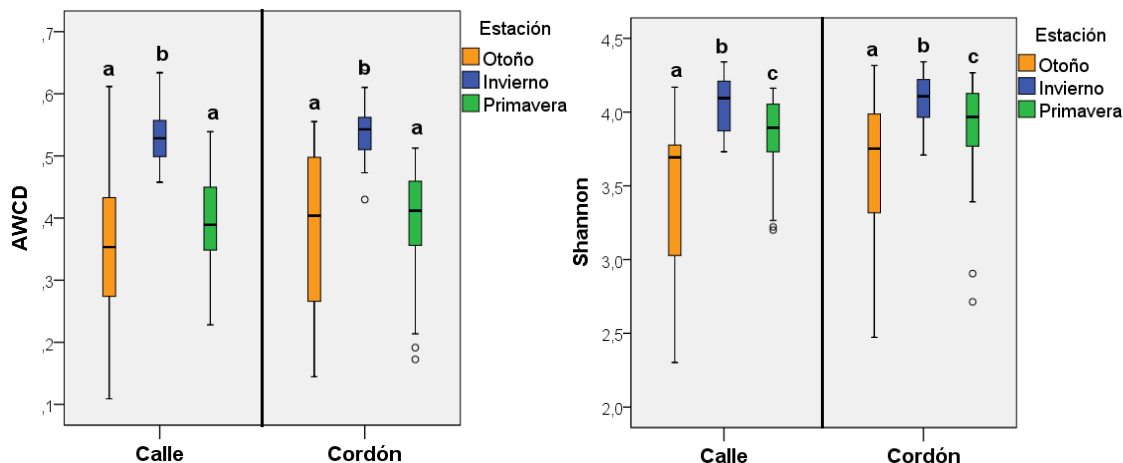 AWCD
,7
,6
,5
,4
,3
,2
,1
a
b
a
a
b
a
Calle
Cordón
Estación
Otoño
Invierno
Primavera
Shannon
4,5
4,0
3,5
3,0
2,5
2,0
a
b
c
a
b
c
Calle
Cordón
Estación
Otoño
Invierno
Primavera